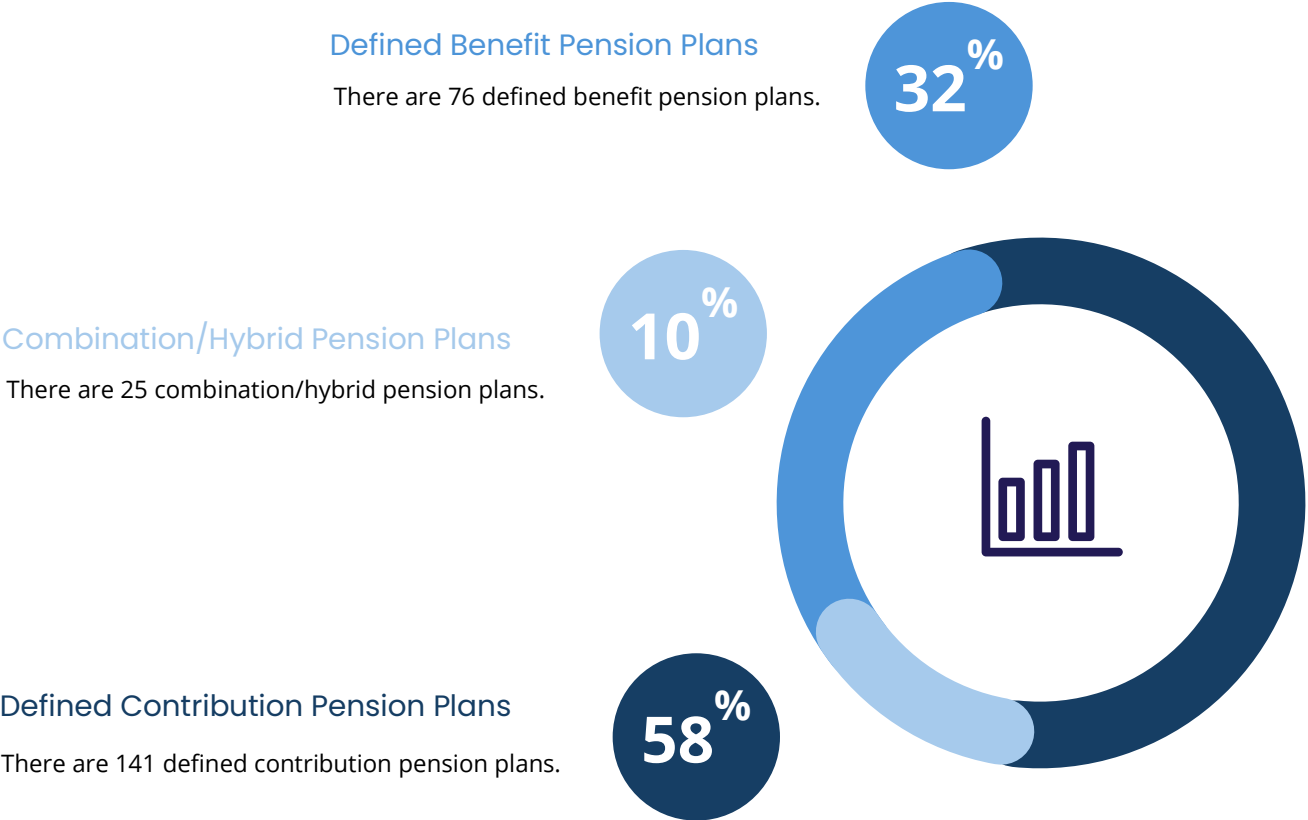 Defined Benefit Pension Plans
There are 76 defined benefit pension plans.
32%
Combination/Hybrid Pension Plans
There are 25 combination/hybrid pension plans.
10%
Defined Contribution Pension Plans
There are 141 defined contribution pension plans.
58%